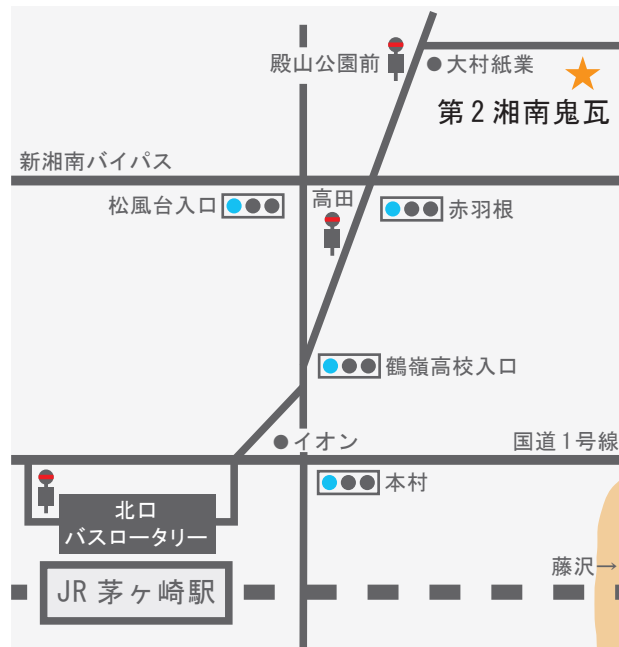 殿山公園前
大村紙業
第2湘南鬼瓦
新湘南バイパス
松風台入口
高田
赤羽根
鶴嶺高校入口
イオン
国道1号線
本村
北口
バスロータリー
藤沢→
JR 茅ヶ崎駅